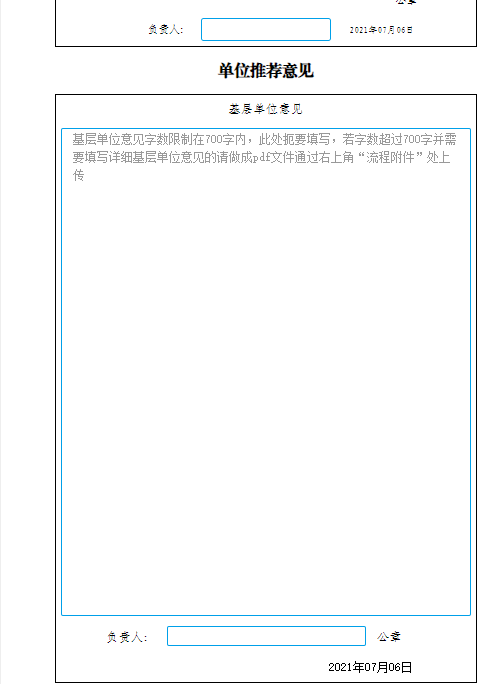 公章
负责人：
2021年07月06日
单位推荐意见
基层单位意见
基层单位意见字数限制在700字内，此处扼要填写，若字数超过700字并需
要填写详细基层单位意见的请做成pdf文件通过右上角“流程附件”处上
传
负责人：
公章
2021年07月06日